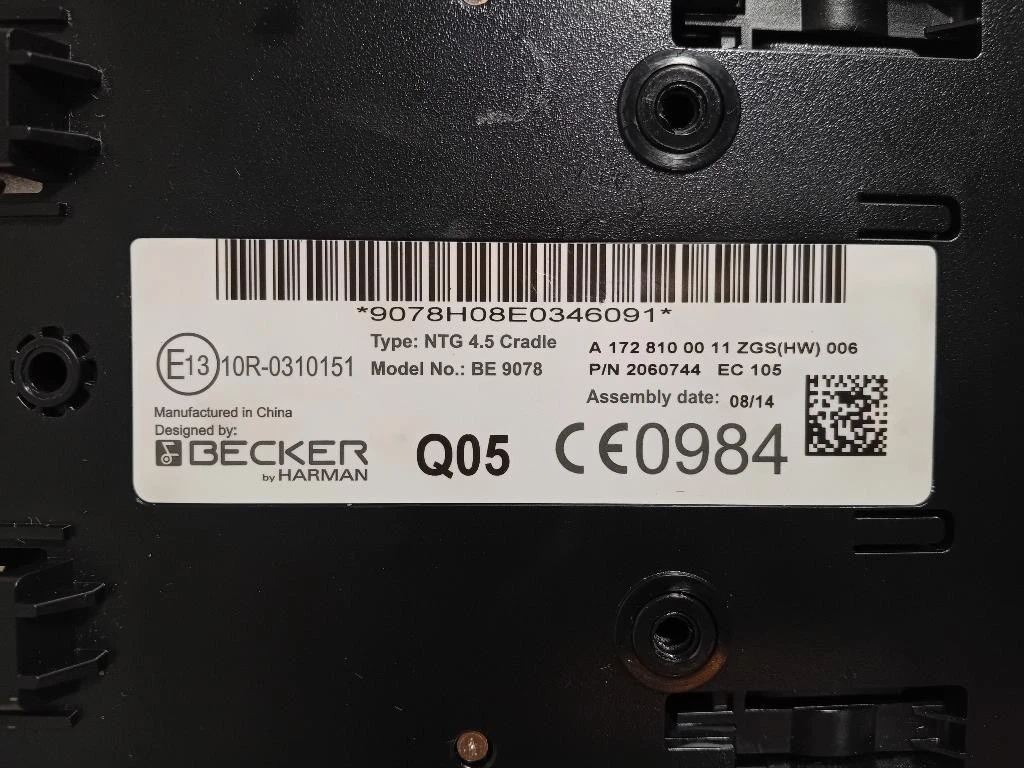 *9078H08E0346091*
E13 10R-0310151
Type: NTG 4.5 Cradle
Model No.: BE 9078
A 172 810 00 11 ZGS(HW) 006
P/N 2060744 EC 105
Assembly date: 08/14
Manufactured in China
Designed by:
BECKER
by HARMAN
Q05
CE0984